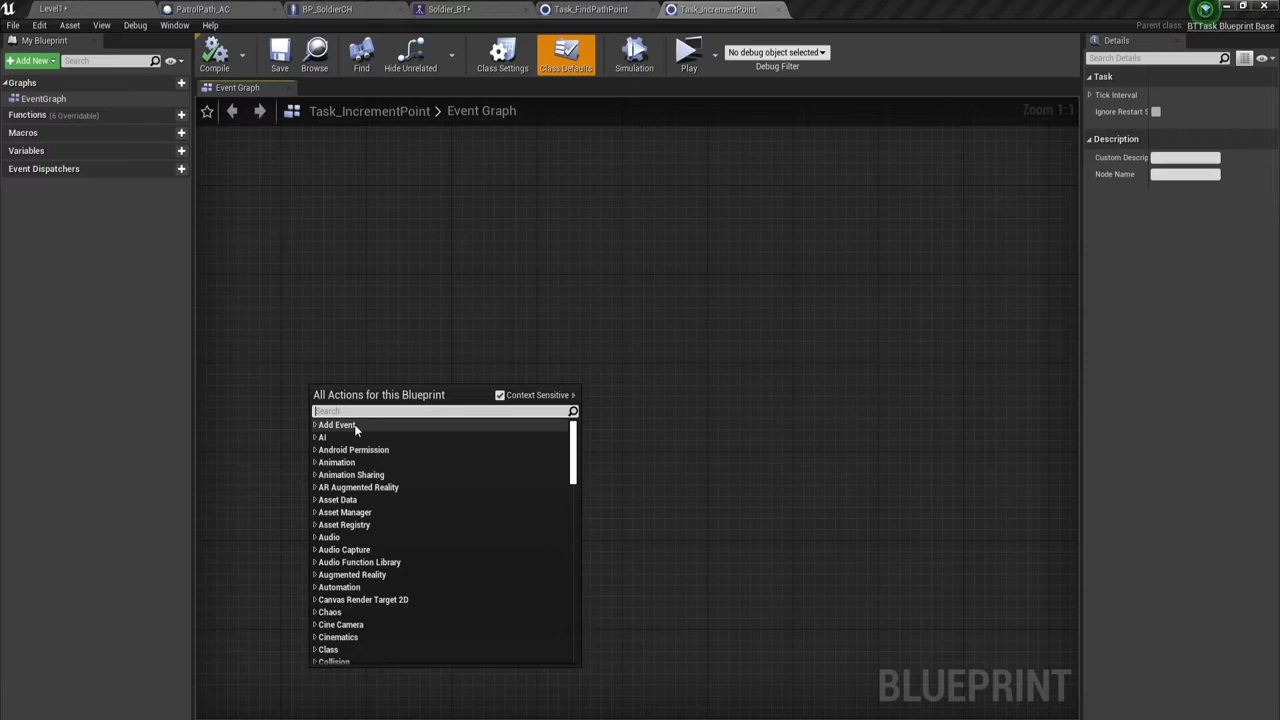 Level1*
PatrolPath_AC
BP_SoldierCH
Soldier_BT*
Task_FindPathPoint
Task_IncrementPoint
File
Edit
Asset
View
Debug
Window
Help
Parent class: BTTask Blueprint Base
My Blueprint
Add New
Search
Compile
Save
Browse
Find
Hide Unrelated
Class Settings
Class Defaults
Simulation
Play
No debug object selected
Debug Filter
Details
Search Details
Graphs
EventGraph
Functions (6 Overridable)
Macros
Variables
Event Dispatchers
Event Graph
Task_IncrementPoint > Event Graph
Zoom 1:1
Task
Tick Interval
Ignore Restart S
Description
Custom Descrip
Node Name
All Actions for this Blueprint
Context Sensitive
Search
Add Event
AI
Android Permission
Animation
Animation Sharing
AR Augmented Reality
Asset Data
Asset Manager
Asset Registry
Audio
Audio Capture
Audio Function Library
Augmented Reality
Automation
Canvas Render Target 2D
Chaos
Cine Camera
Cinematics
Class
Collision
BLUEPRINT